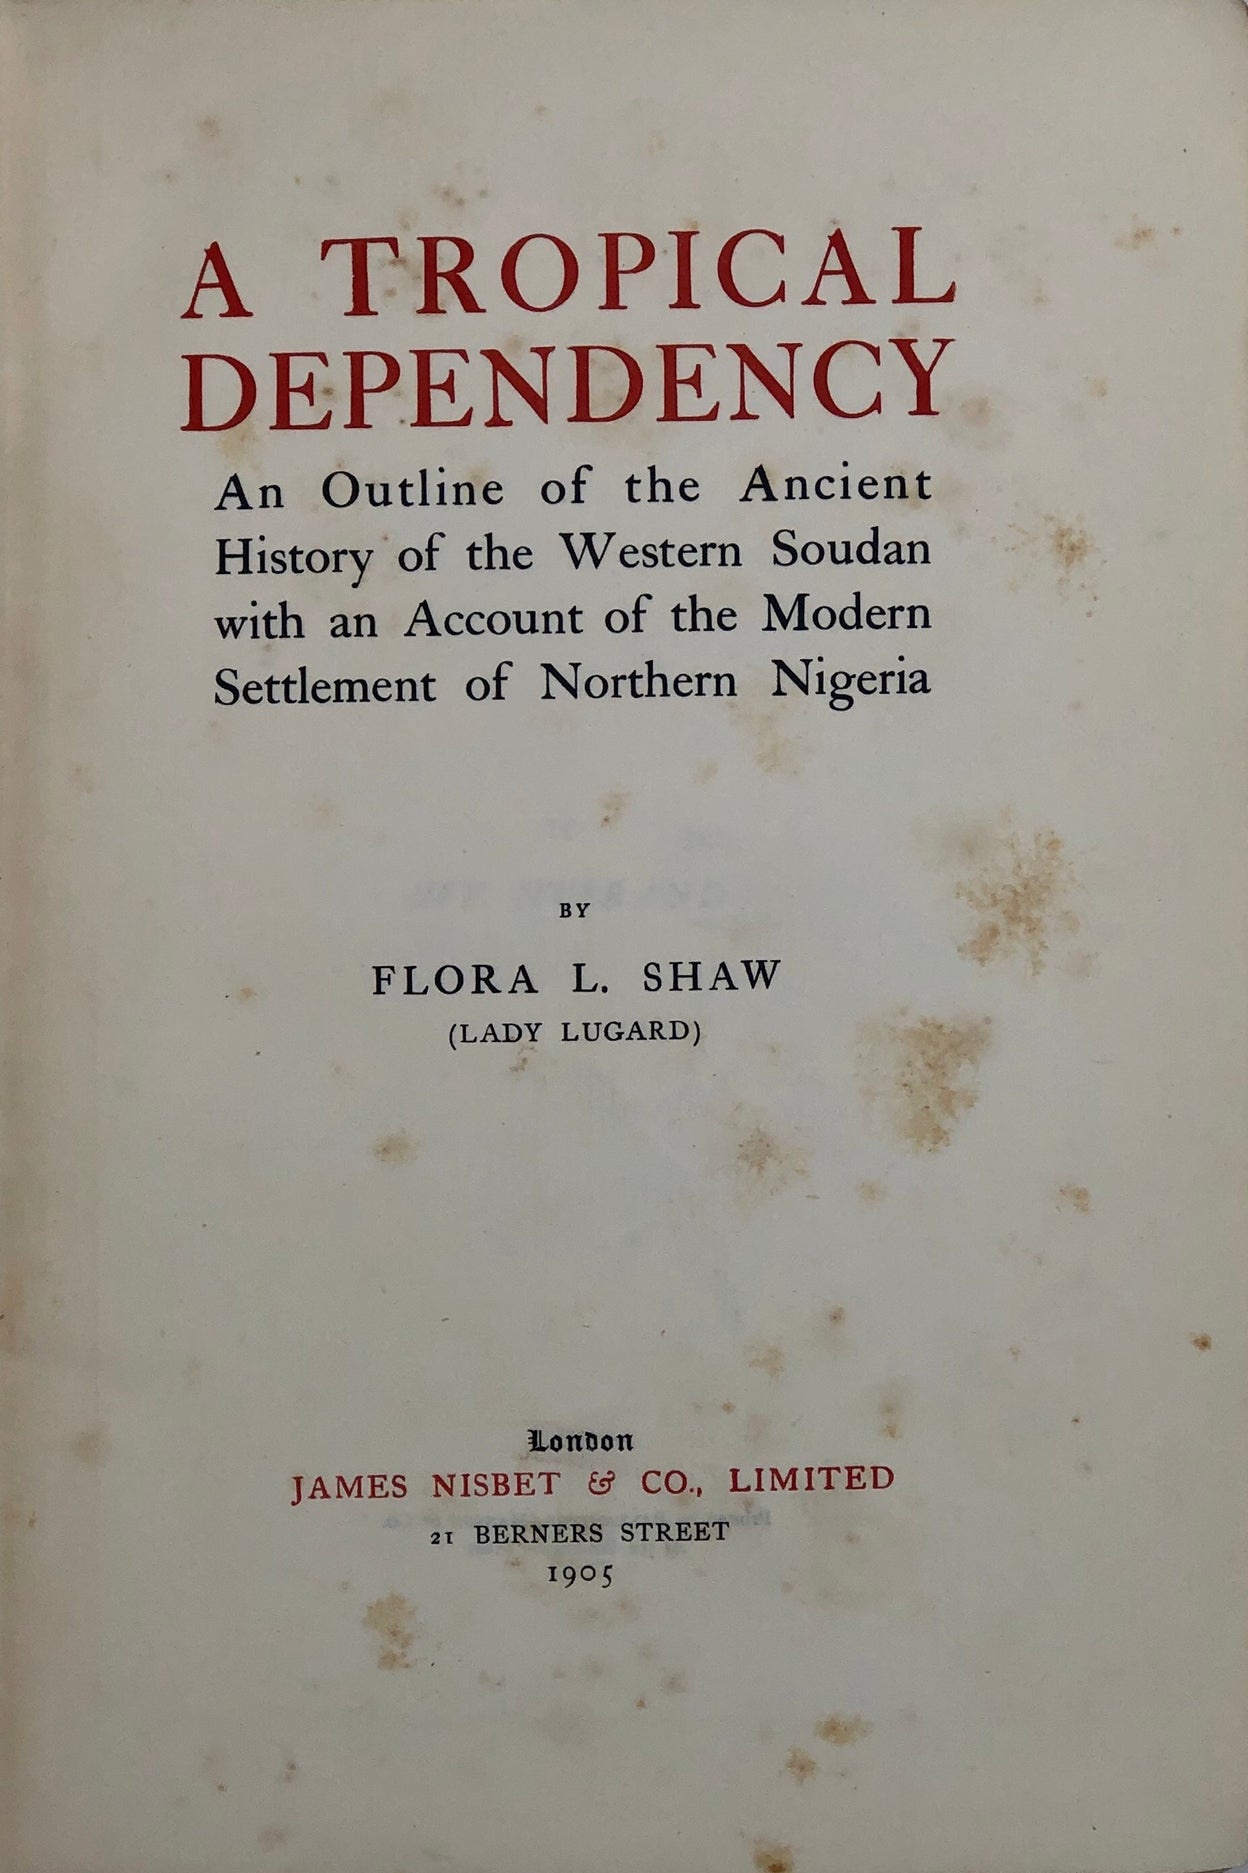 A TROPICAL
DEPENDENCY
An Outline of the Ancient
History of the Western Soudan
with an Account of the Modern
Settlement of Northern Nigeria
BY
FLORA L. SHAW
(LADY LUGARD)
London
JAMES NISBET & CO., LIMITED
21 BERNERS STREET
1905